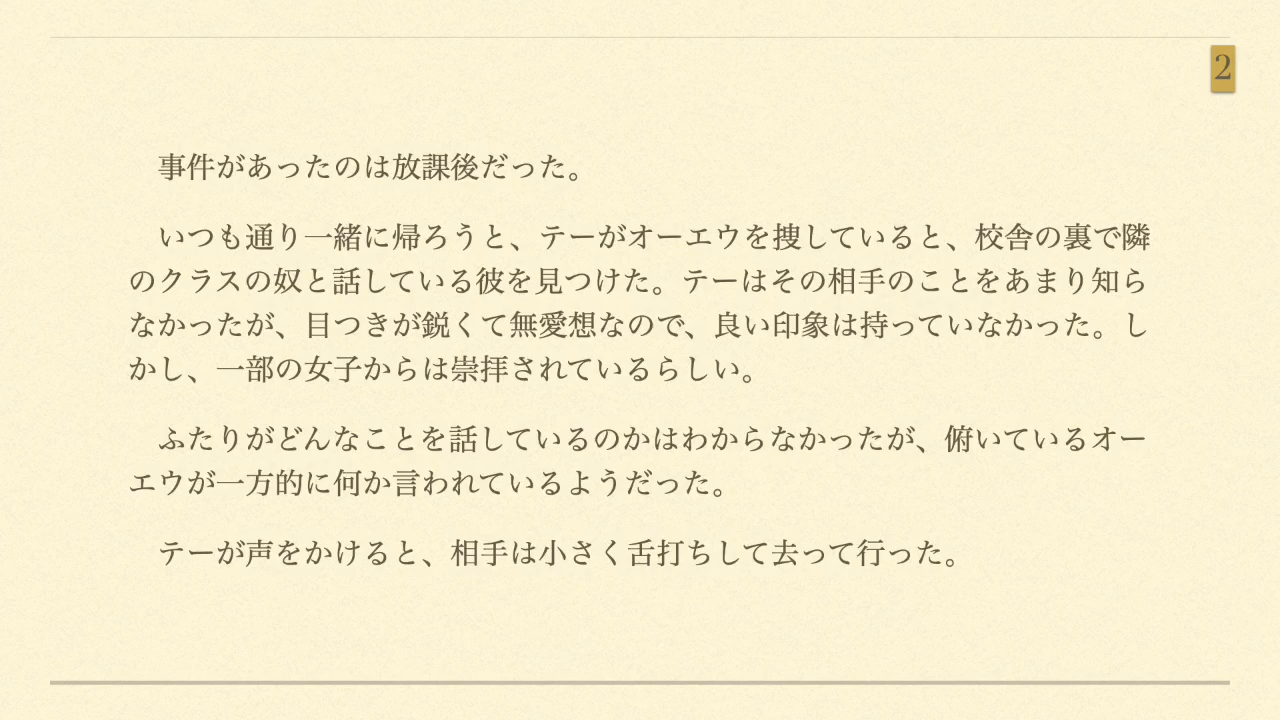 2
事件があったのは放課後だった。
いつも通り一緒に帰ろうと、テーがオーエウを捜していると、校舎の裏で隣
のクラスの奴と話している彼を見つけた。テーはその相手のことをあまり知ら
なかったが、目つきが鋭くて無愛想なので、良い印象は持っていなかった。し
かし、一部の女子からは崇拝されているらしい。
ふたりがどんなことを話しているのかはわからなかったが、俯いているオー
エウが一方的に何か言われているようだった。
テーが声をかけると、相手は小さく舌打ちして去って行った。